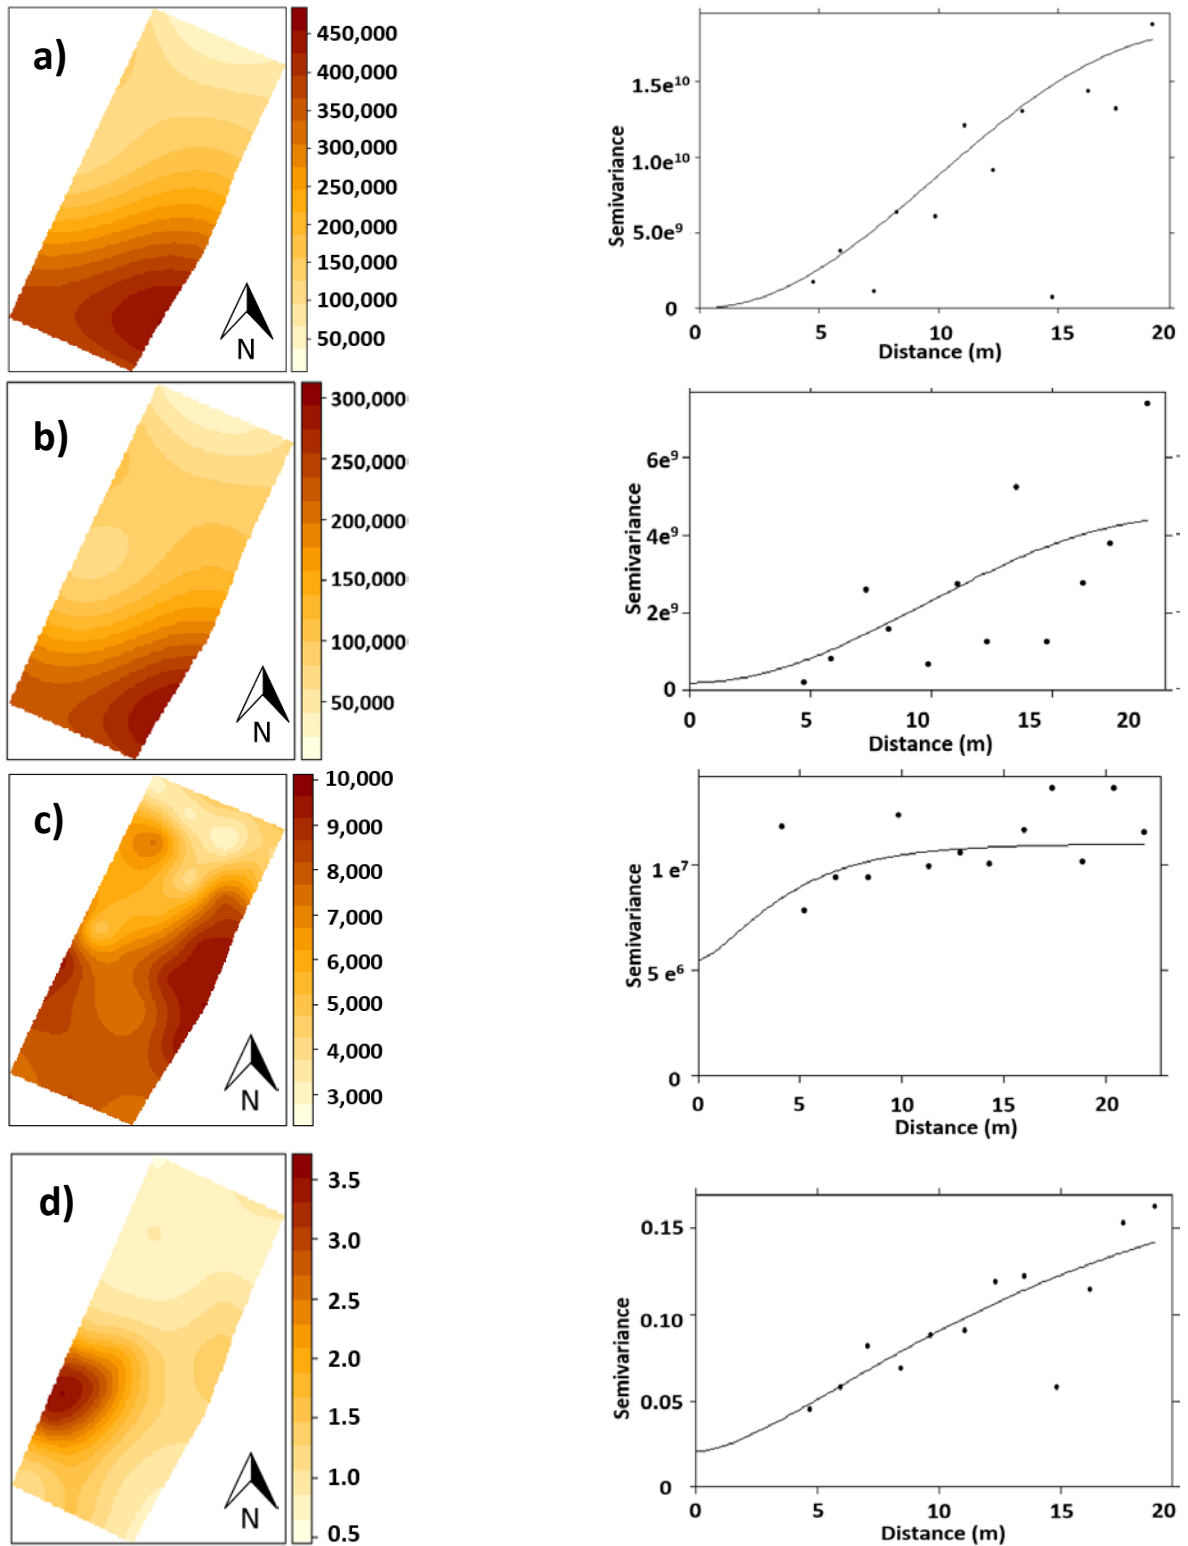 a)
450,000
400,000
350,000
300,000
250,000
200,000
150,000
100,000
50,000
N
Semivariance
1.5e¹⁰
1.0e¹⁰
5.0e⁹
0
0 5 10 15 20
Distance (m)
b)
300,000
250,000
200,000
150,000
100,000
50,000
N
Semivariance
6e⁹
4e⁹
2e⁹
0
0 5 10 15 20
Distance (m)
c)
10,000
9,000
8,000
7,000
6,000
5,000
4,000
3,000
N
Semivariance
1 e⁷
5 e⁶
0
0 5 10 15 20
Distance (m)
d)
3.5
3.0
2.5
1.0
1.5
1.0
0.5
N
Semivariance
0.15
0.10
0.05
0
0 5 10 15 20
Distance (m)